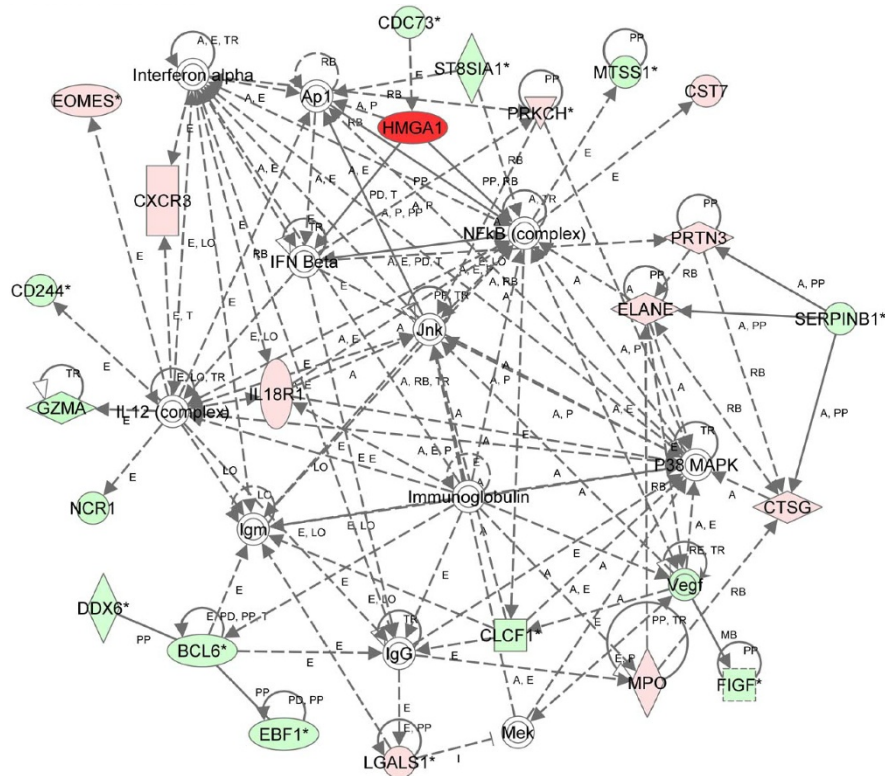 CDC73*
A, E, TR
PP
Interferon alpha
RB
E
ST8SIA1*
MTSS1*
EOMES*
A, E
Ap1
RB
PP
PRKCH*
CST7
A, P
HMGA1
RB
E
A, E
A, E
RB
E
CXCR3
PD, T
PP
PP, RB
E
A, P, PP
A, P
A, TR
PP
E, LO
RB
E
TR
NFkB (complex)
PRTN3
IFN Beta
A, E, PD, T
E, LO
RB
CD244*
E
A, RB
A
PP
A, PP
E, T
PP, TR
A
ELANE
SERPINB1*
Jnk
A, PP
E, LO
A, E
A
A, P
TR
E
E, LO, TR
IL18R1
A, E
A, RB, TR
A, P
A, E
RB
RB
A, PP
GZMA
IL12 (complex)
A
A, P
E
TR
E
LO
A, E, P
A
E
P38 MAPK
LO
Immunoglobulin
RB
A
CTSG
NCR1
LO
Igm
A
A, E
E, LO
A
RE, TR
E
A
Vegf
DDX6*
E, PD, PP, T
E
E, LO
A, E
RB
PP
TR
A
PP, TR
BCL6*
E
CLCF1*
MB
IgG
E
E, P
PP
MPO
FIGF*
PP
PD, PP
A, E
E
EBF1*
E, PP
Mek
LGALS1*
I